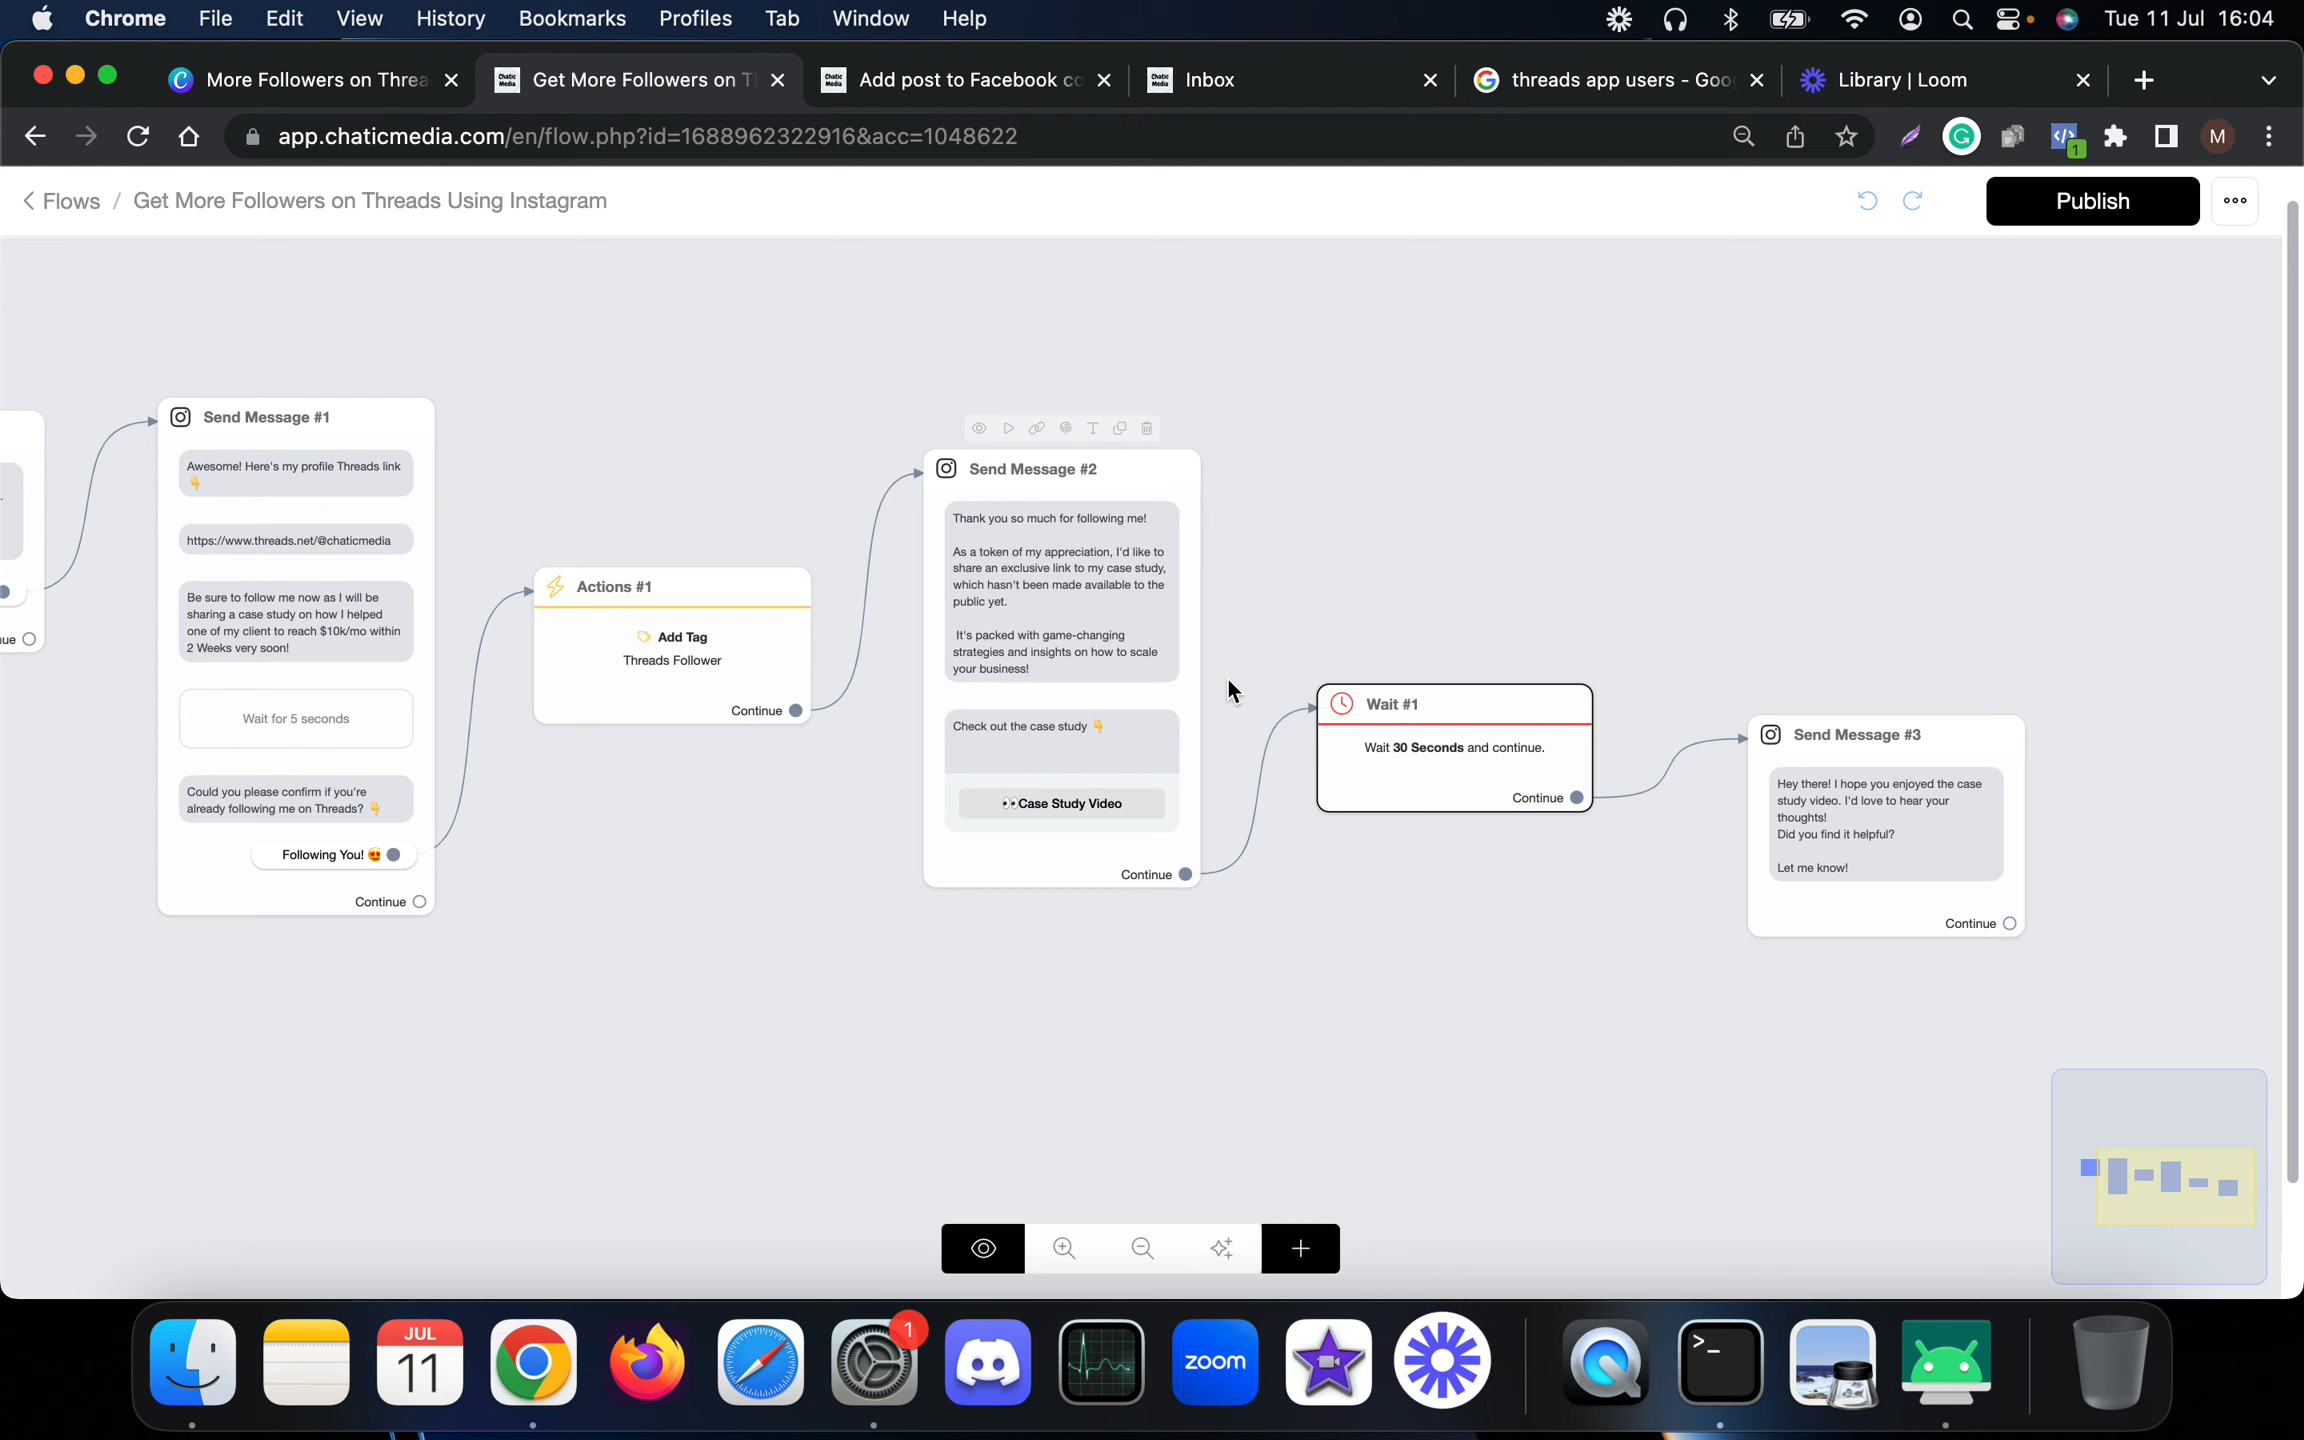 Chrome File Edit View History Bookmarks Profiles Tab Window Help Tue 11 Jul 16:04
More Followers on Threa
Get More Followers on T
Add post to Facebook co
Inbox
threads app users - Goo
Library | Loom
app.chaticmedia.com/en/flow.php?id=1688962322916&acc=1048622
M
1
Flows / Get More Followers on Threads Using Instagram
Publish
Send Message #1
Awesome! Here's my profile Threads link
👇
https://www.threads.net/@chaticmedia
Be sure to follow me now as I will be
sharing a case study on how I helped
one of my client to reach $10k/mo within
2 Weeks very soon!
Wait for 5 seconds
Could you please confirm if you're
already following me on Threads? 👇
Following You! 😍
Continue
Actions #1
Add Tag
Threads Follower
Continue
Send Message #2
Thank you so much for following me!
As a token of my appreciation, I'd like to
share an exclusive link to my case study,
which hasn't been made available to the
public yet.
It's packed with game-changing
strategies and insights on how to scale
your business!
Check out the case study 👇
👀Case Study Video
Continue
Wait #1
Wait 30 Seconds and continue.
Continue
Send Message #3
Hey there! I hope you enjoyed the case
study video. I'd love to hear your
thoughts!
Did you find it helpful?
Let me know!
Continue
JUL
11
1
zoom